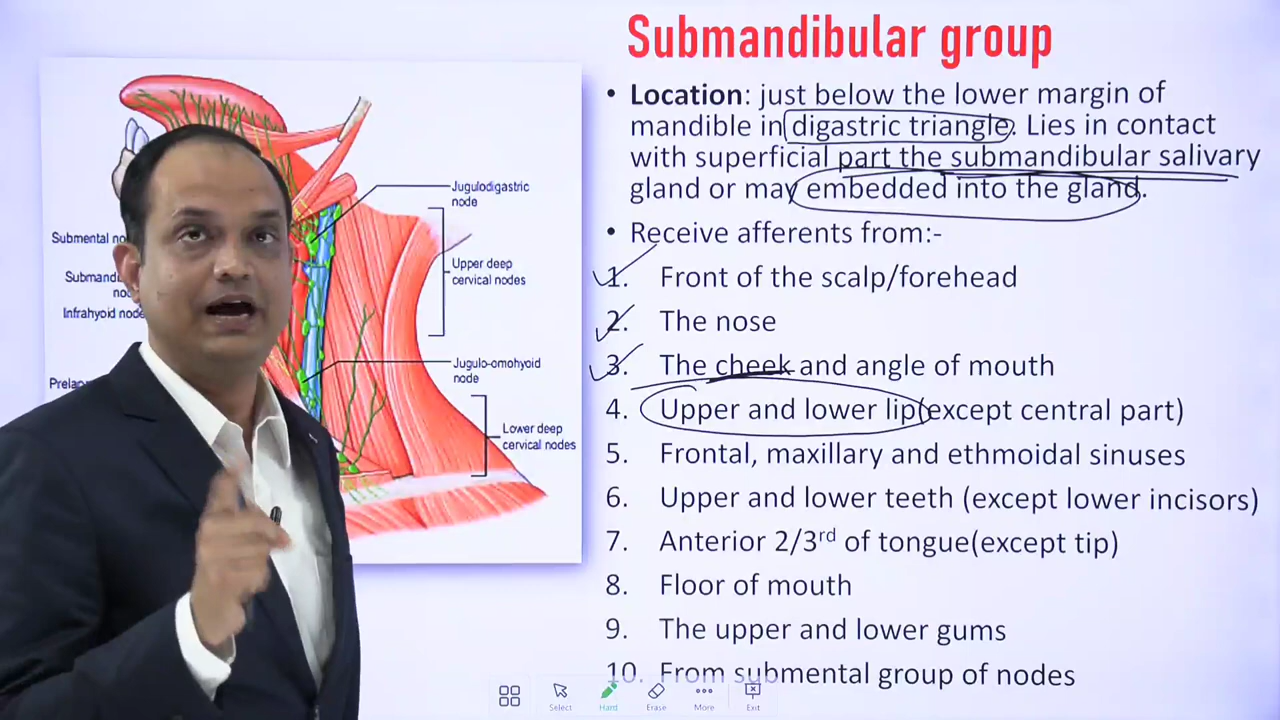 Submandibular group
• Location: just below the lower margin of
mandible in digastric triangle. Lies in contact
with superficial part the submandibular salivary
gland or may embedded into the gland.
• Receive afferents from:-
1. Front of the scalp/forehead
2. The nose
3. The cheek and angle of mouth
4. Upper and lower lip(except central part)
5. Frontal, maxillary and ethmoidal sinuses
6. Upper and lower teeth (except lower incisors)
7. Anterior 2/3rd of tongue(except tip)
8. Floor of mouth
9. The upper and lower gums
10. From submental group of nodes
Jugulodigastric
node
Submental
Upper deep
cervical nodes
Infrahyoid node
Jugulo-omohyoid
node
Lower deep
cervical nodes
Select
Hard
Erase
More
Exit